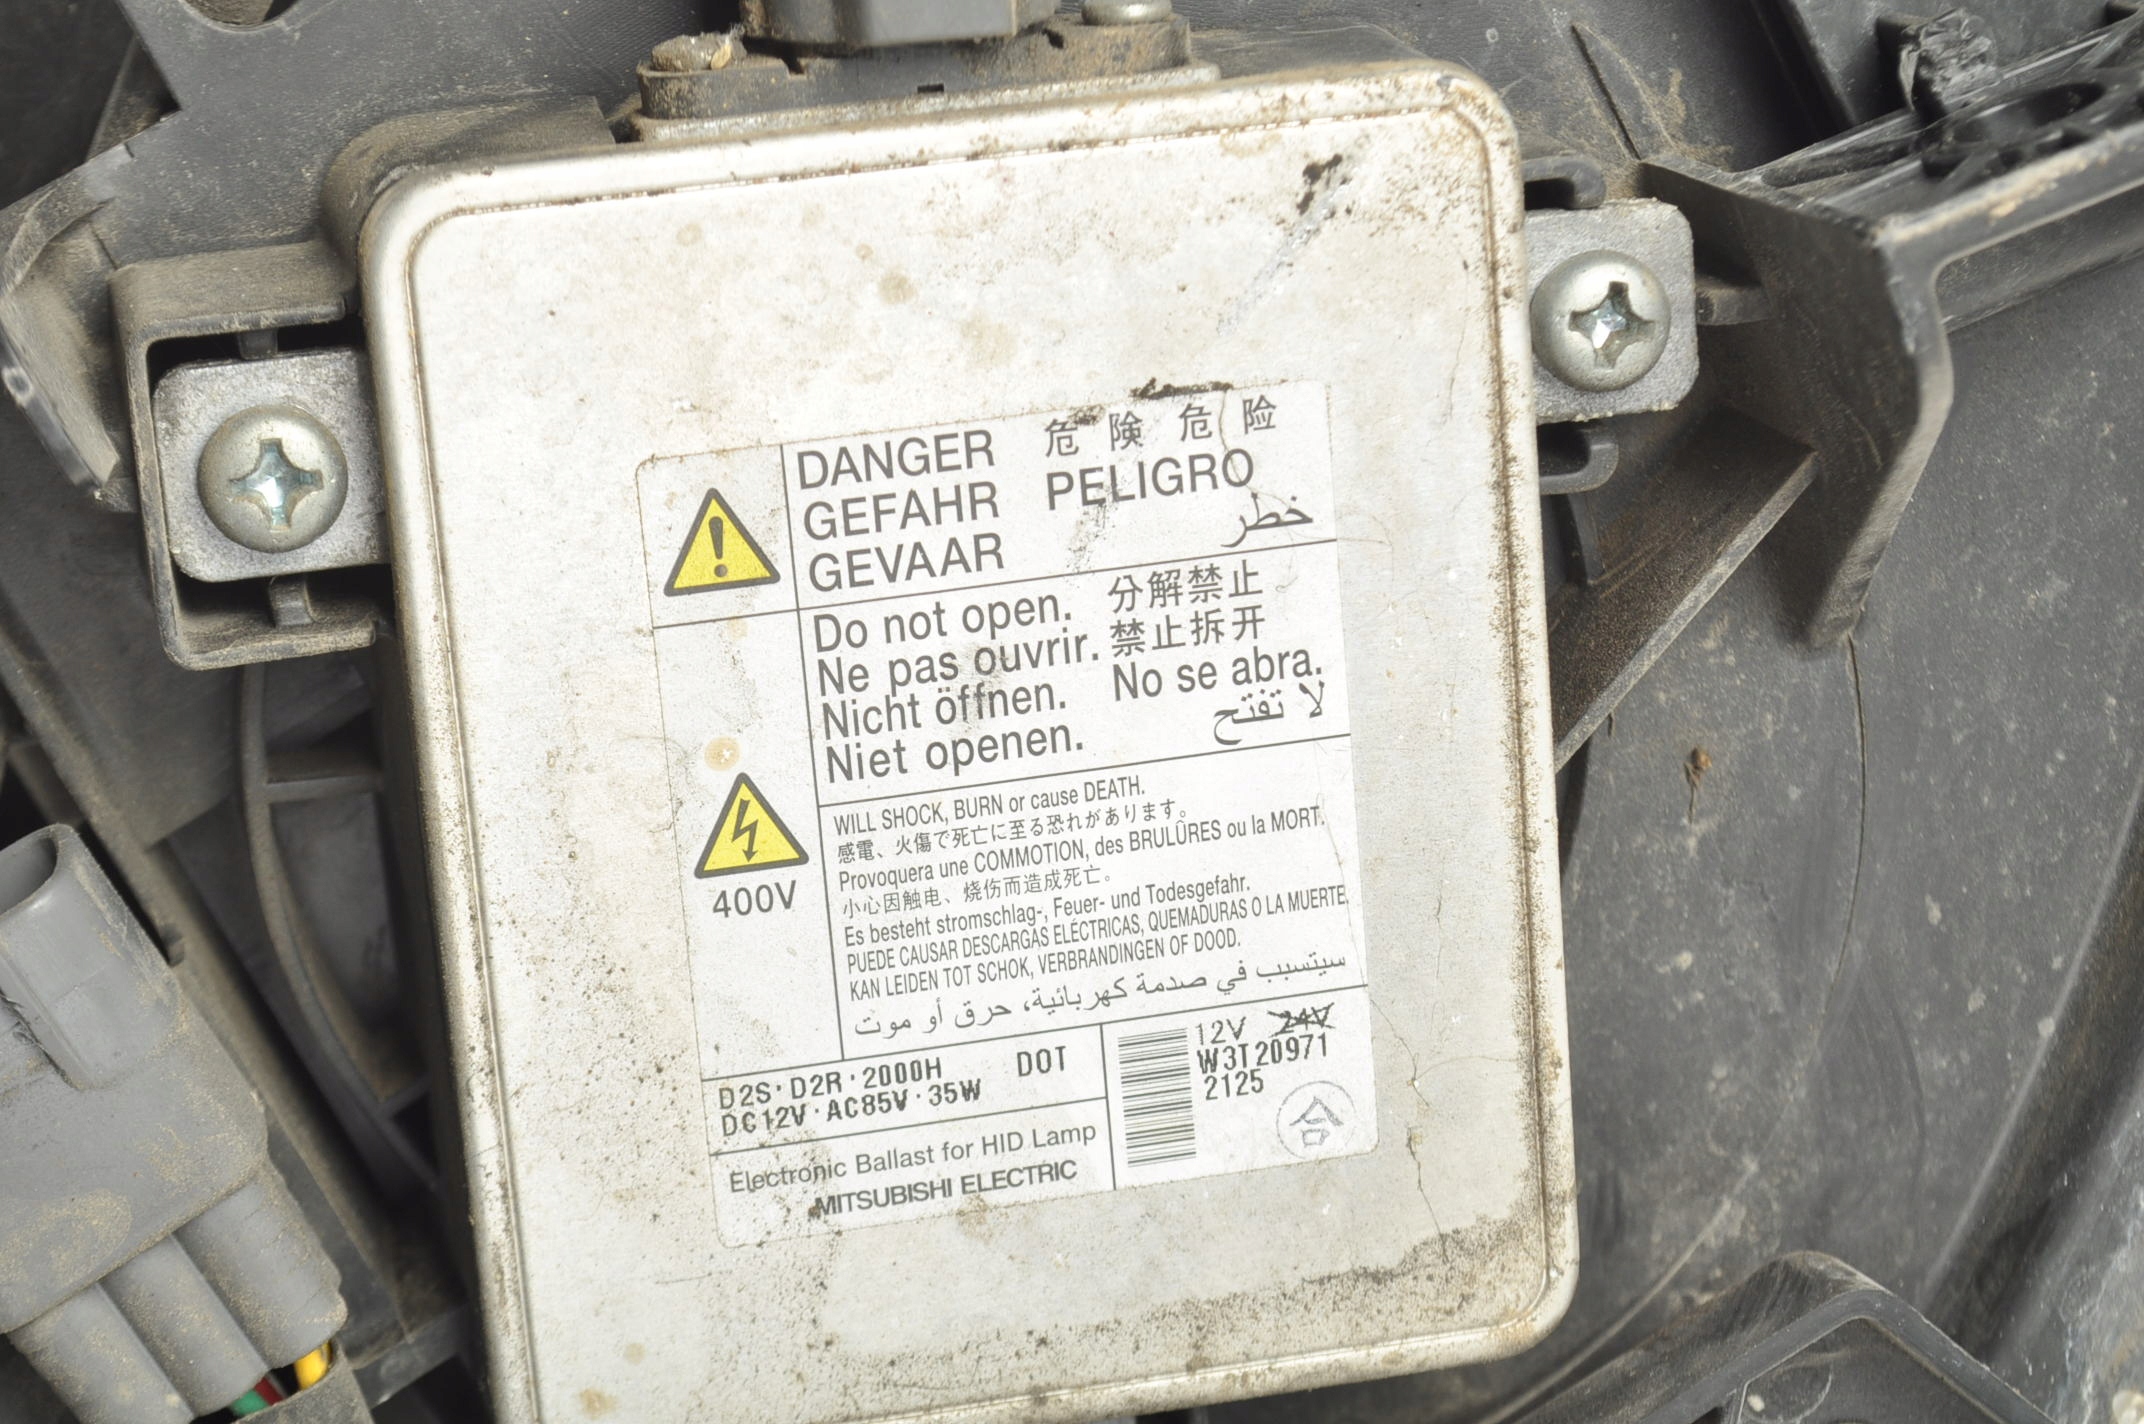 DANGER 危険 危险
GEFAHR PELIGRO
GEVAAR خطر
Do not open. 分解禁止
Ne pas ouvrir. 禁止拆开
Nicht öffnen. No se abra.
Niet openen. لا تفتح
400V
WILL SHOCK, BURN or cause DEATH.
感電、火傷で死亡に至る恐れがあります。
Provoquera une COMMOTION, des BRULÛRES ou la MORT.
小心因触电、烧伤而造成死亡。
Es besteht stromschlag-, Feuer- und Todesgefahr.
PUEDE CAUSAR DESCARGAS ELÉCTRICAS, QUEMADURAS O LA MUERTE.
KAN LEIDEN TOT SCHOK, VERBRANDINGEN OF DOOD.
سيتسبب في صدمة كهربائية، حرق أو موت
D2S · D2R · 2000H DOT
DC12V · AC85V · 35W
Electronic Ballast for HID Lamp
MITSUBISHI ELECTRIC
12V 24V
W3T20971
2125
合